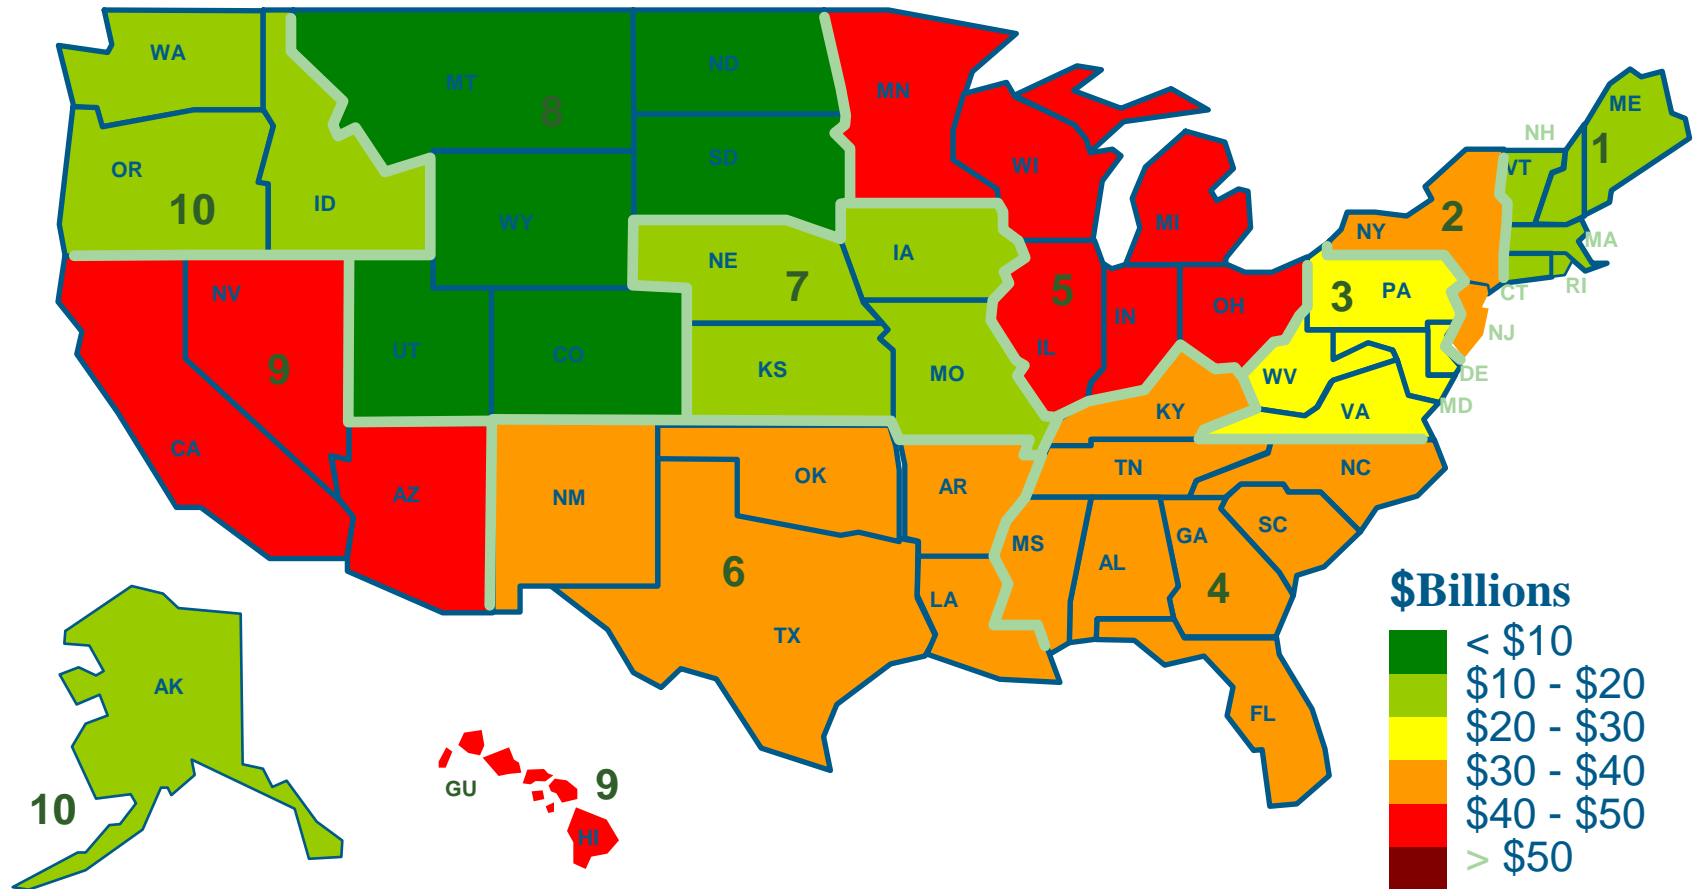 WA
MT
ND
MN
ME
8
NH
1
OR
SD
WI
VT
10
ID
WY
MI
2
NY
MA
NE
IA
7
5
3
PA
RI
CT
NV
OH
IN
NJ
UT
CO
IL
9
KS
MO
WV
DE
KY
VA
MD
CA
AZ
NM
OK
AR
TN
NC
SC
GA
MS
AL
6
4
LA
TX
FL
AK
10
GU
9
HI
$Billions
< $10
$10 - $20
$20 - $30
$30 - $40
$40 - $50
> $50